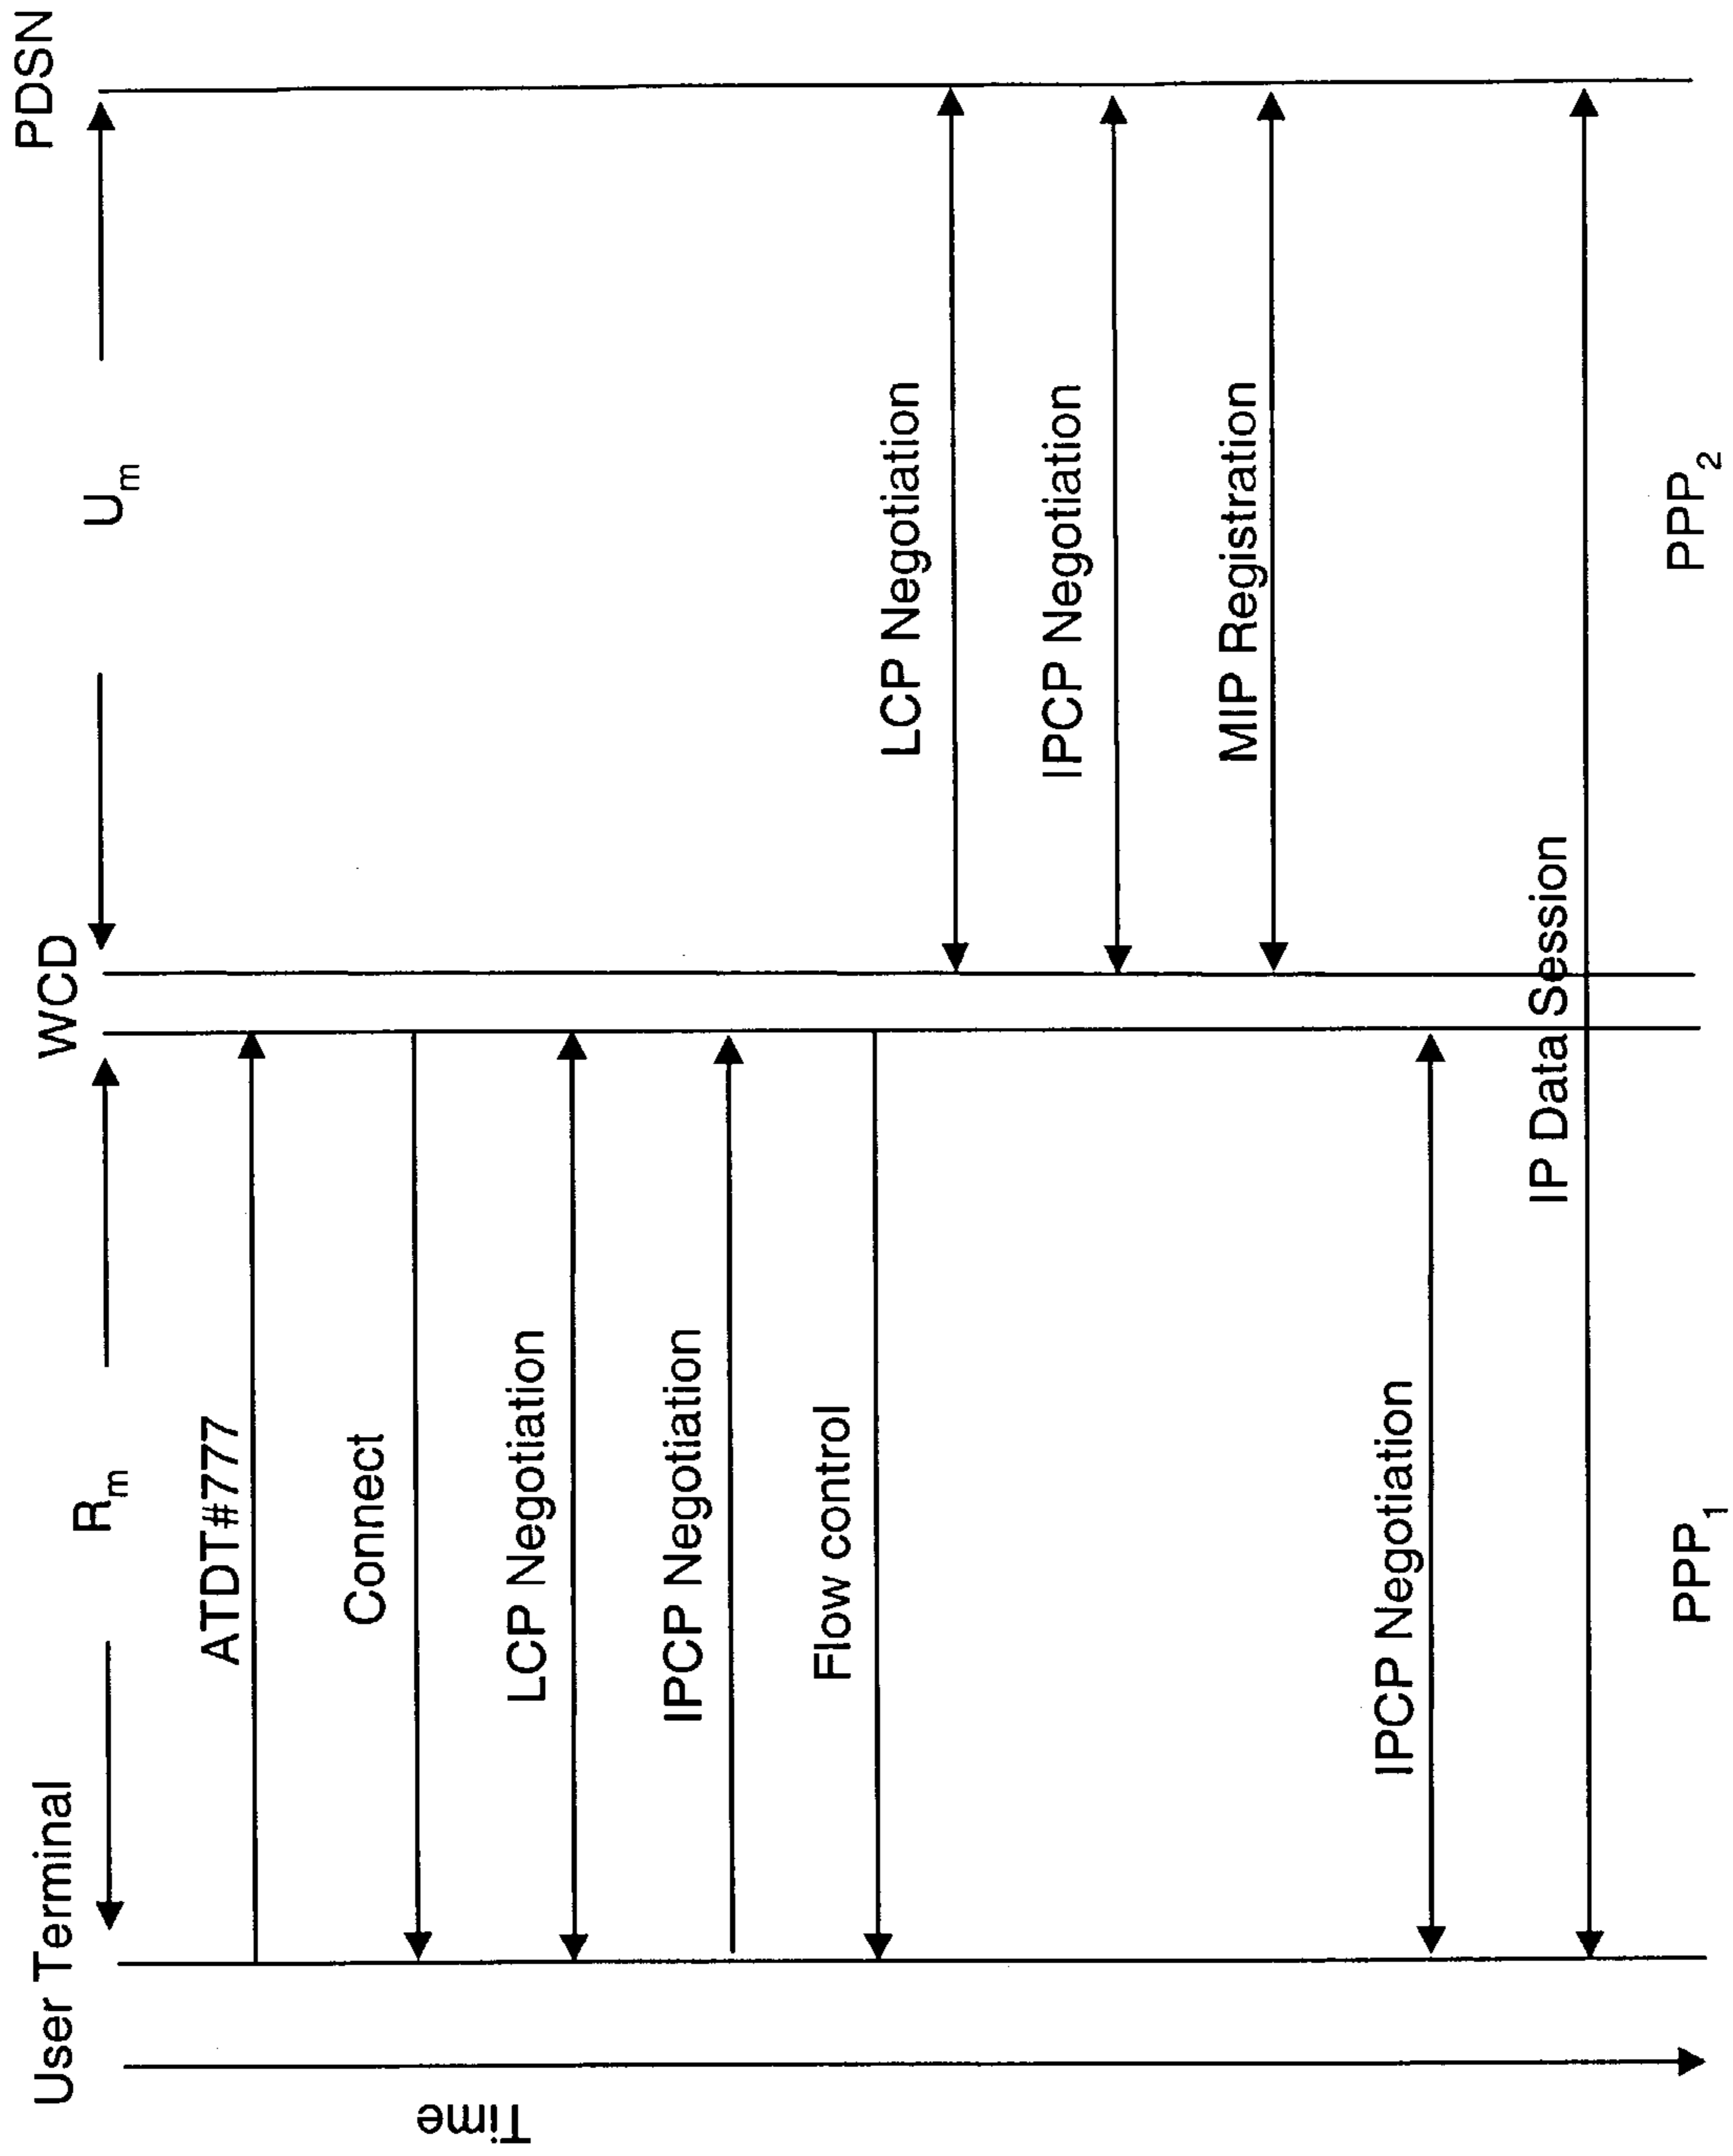 User Terminal
WCD
PDSN
Rm
Um
ATDT#777
Connect
LCP Negotiation
IPCP Negotiation
Flow control
LCP Negotiation
IPCP Negotiation
MIP Registration
IPCP Negotiation
IP Data Session
PPP1
PPP2
Time